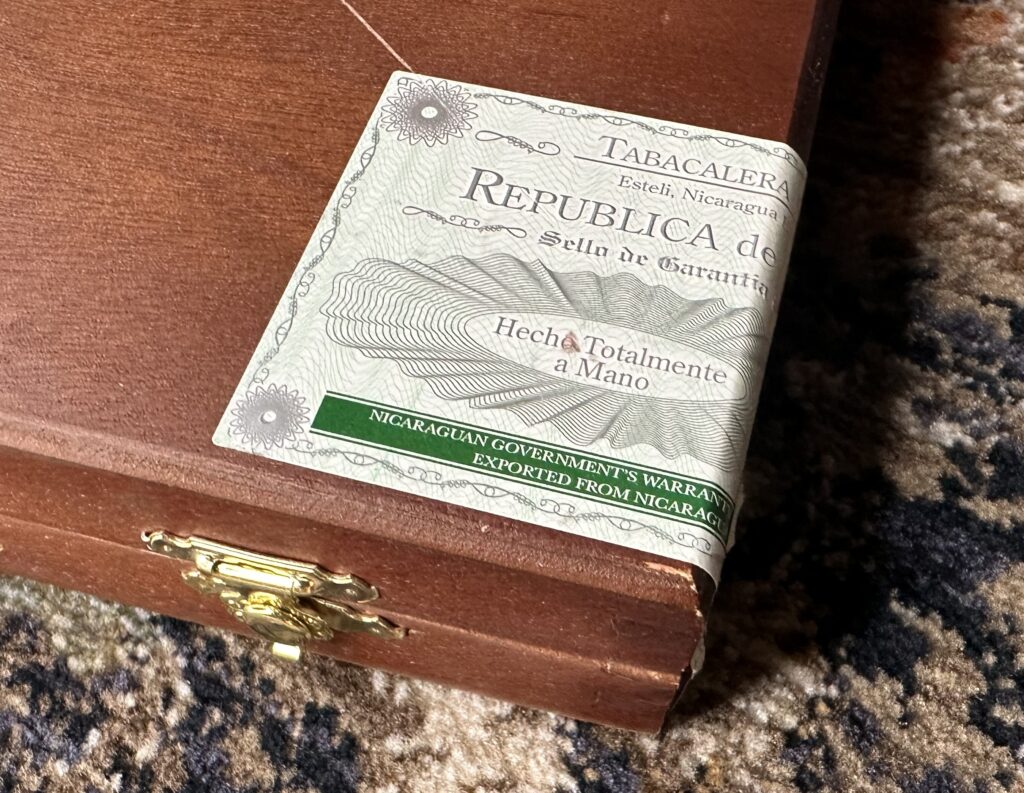 TABACALERA
Esteli, Nicaragua
REPUBLICA de
Sello de Garantia
Hecho Totalmente
a Mano
NICARAGUAN GOVERNMENT'S WARRANT
EXPORTED FROM NICARAGU